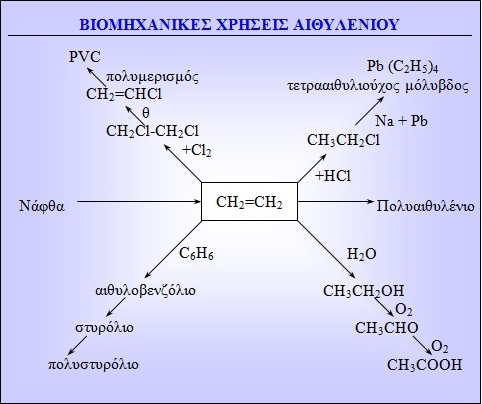 ΒΙΟΜΗΧΑΝΙΚΕΣ ΧΡΗΣΕΙΣ ΑΙΘΥΛΕΝΙΟΥ
PVC
πολυμερισμός
CH₂=CHCl
θ
CH₂Cl-CH₂Cl
+Cl₂
Pb (C₂H₅)₄
τετρααιθυλιούχος μόλυβδος
Na + Pb
CH₃CH₂Cl
+HCl
Νάφθα
CH₂=CH₂
Πολυαιθυλένιο
C₆H₆
αιθυλοβενζόλιο
στυρόλιο
πολυστυρόλιο
H₂O
CH₃CH₂OH
O₂
CH₃CHO
O₂
CH₃COOH